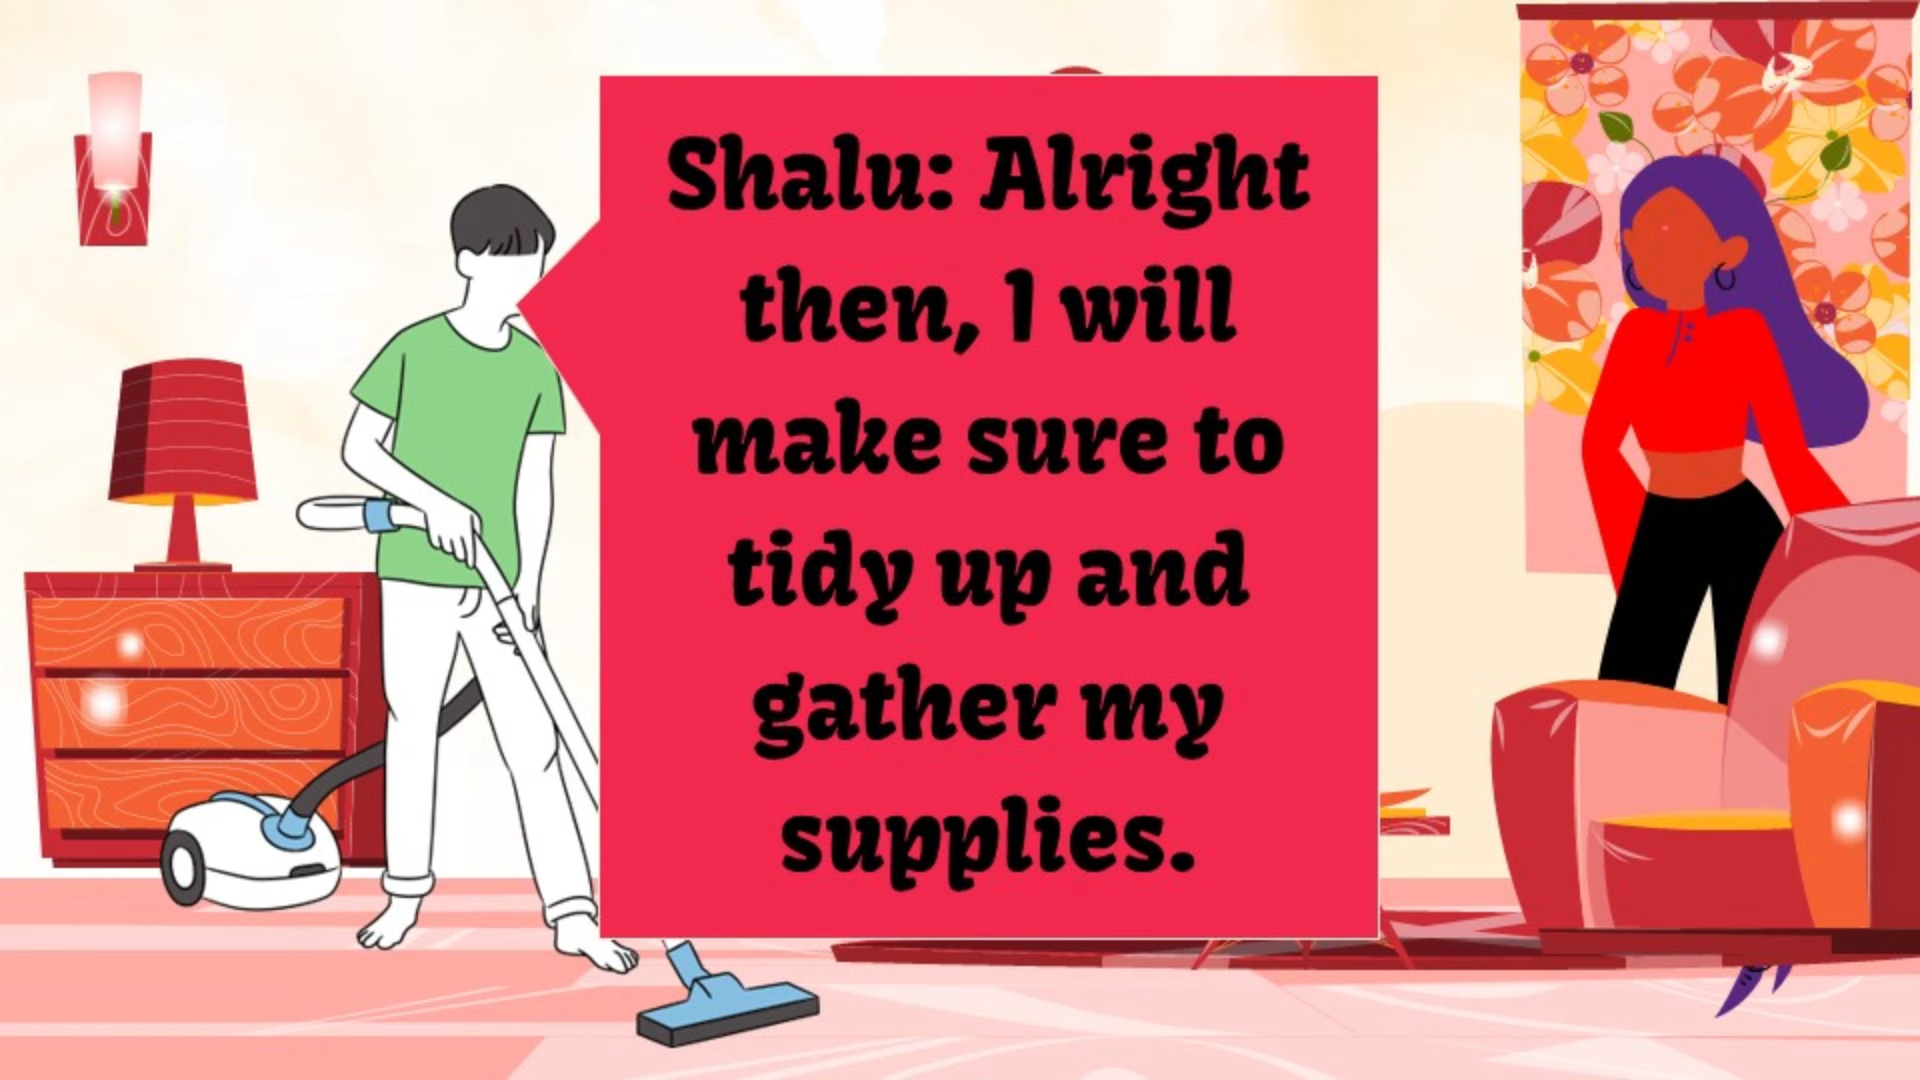 Shalu: Alright
then, I will
make sure to
tidy up and
gather my
supplies.